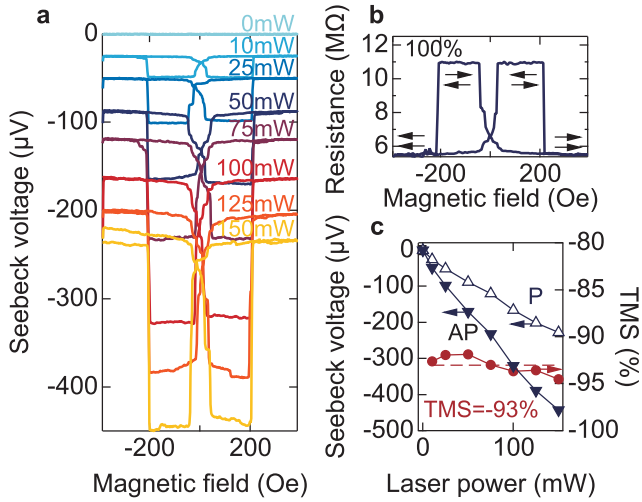 a
0mW
10mW
25mW
50mW
75mW
100mW
125mW
150mW
0
-100
-200
-300
-400
Seebeck voltage (µV)
-200 0 200
Magnetic field (Oe)
b
100%
12
10
8
6
Resistance (MΩ)
-200 0 200
Magnetic field (Oe)
c
0
-100
-200
-300
-400
-500
Seebeck voltage (µV)
P
AP
TMS=-93%
-80
-85
-90
-95
-100
TMS (%)
0 100
Laser power (mW)